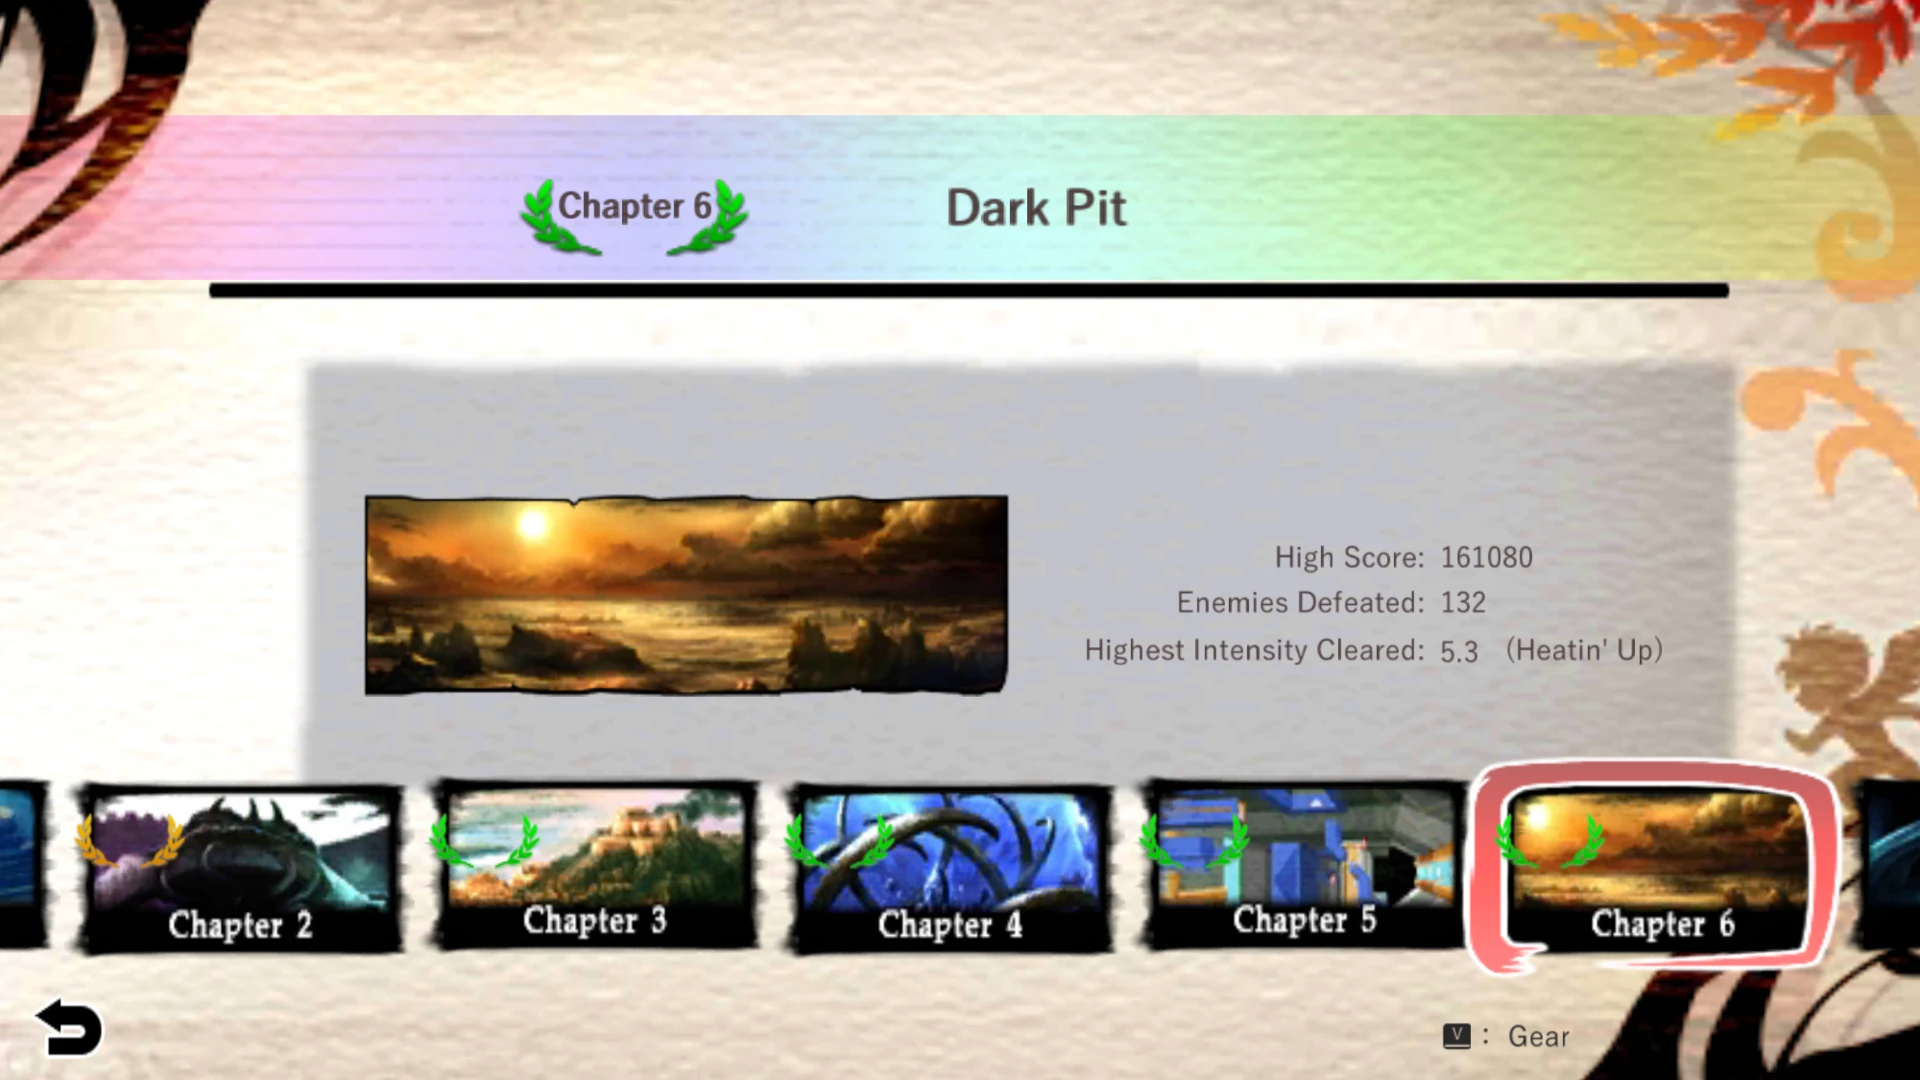 Chapter 6
Dark Pit
High Score: 161080
Enemies Defeated: 132
Highest Intensity Cleared: 5.3 (Heatin' Up)
Chapter 2
Chapter 3
Chapter 4
Chapter 5
Chapter 6
V : Gear